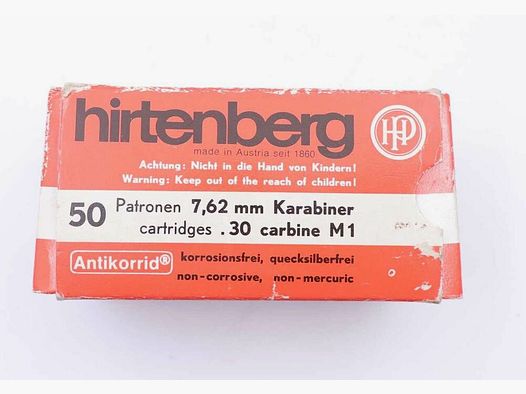 hirtenberg
HP
made in Austria seit 1860
Achtung: Nicht in die Hand von Kindern!
Warning: Keep out of the reach of children!
50 Patronen 7,62 mm Karabiner
cartridges .30 carbine M1
Antikorrid® korrosionsfrei, quecksilberfrei
non-corrosive, non-mercuric